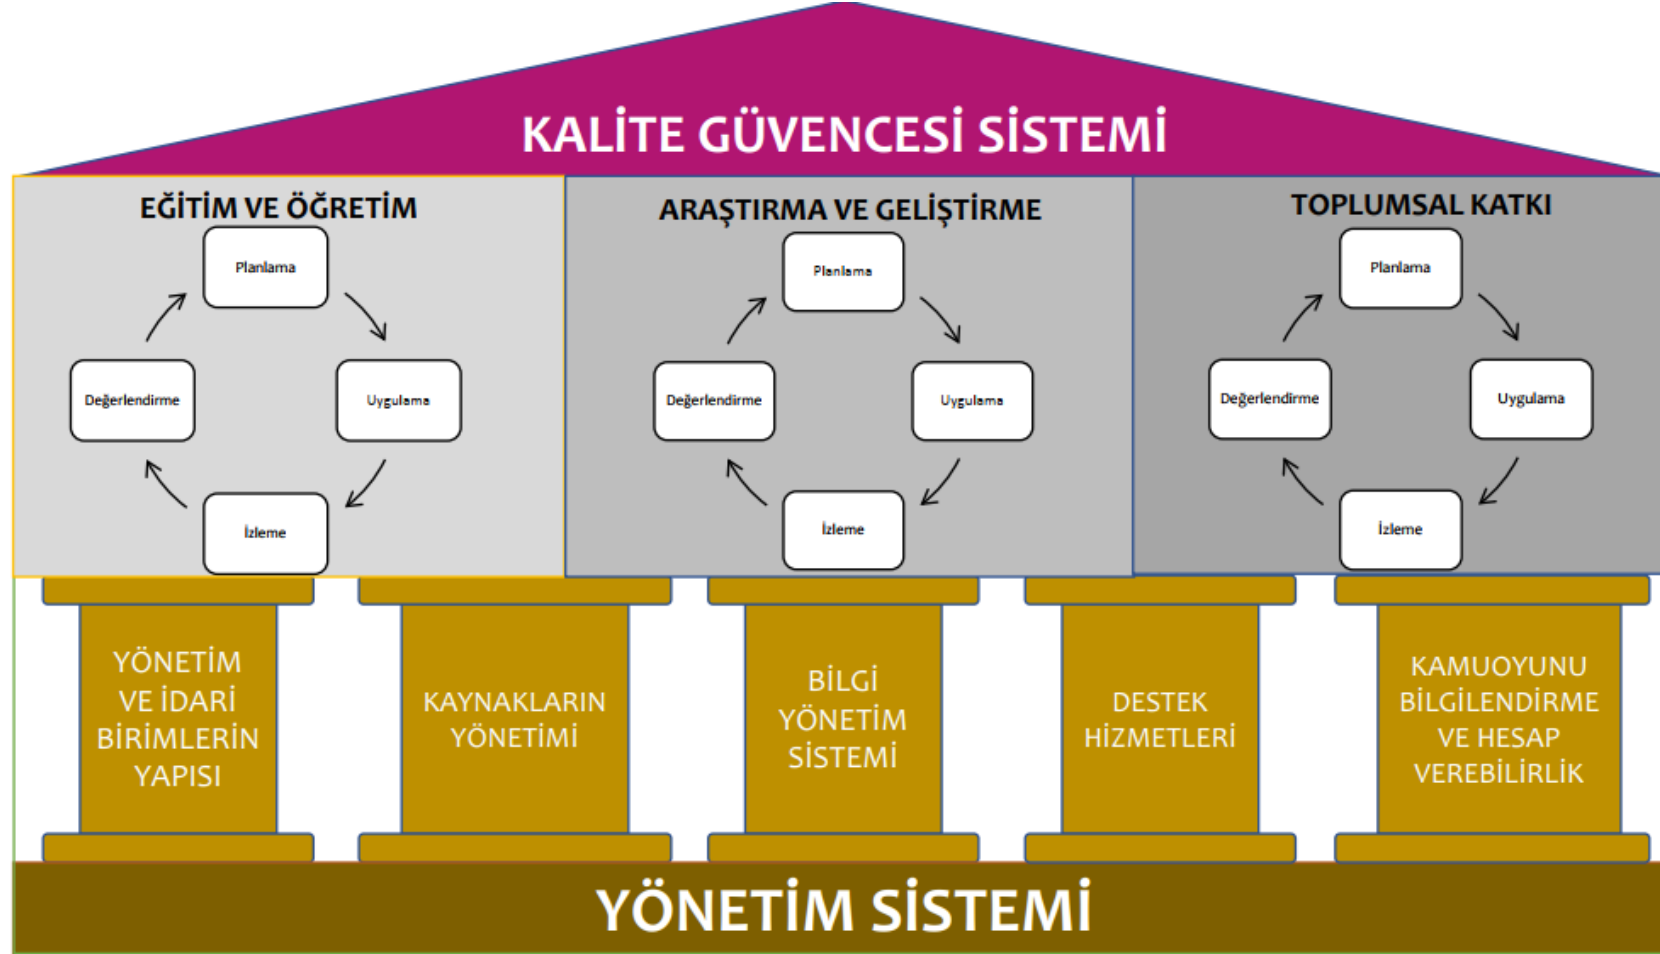 KALİTE GÜVENCESİ SİSTEMİ
EĞİTİM VE ÖĞRETİM
Planlama
Değerlendirme
Uygulama
İzleme
ARAŞTIRMA VE GELİŞTİRME
Planlama
Değerlendirme
Uygulama
İzleme
TOPLUMSAL KATKI
Planlama
Değerlendirme
Uygulama
İzleme
YÖNETİM
VE İDARİ
BİRİMLERİN
YAPISI
KAYNAKLARIN
YÖNETİMİ
BİLGİ
YÖNETİM
SİSTEMİ
DESTEK
HİZMETLERİ
KAMUOYUNU
BİLGİLENDİRME
VE HESAP
VEREBİLİRLİK
YÖNETİM SİSTEMİ